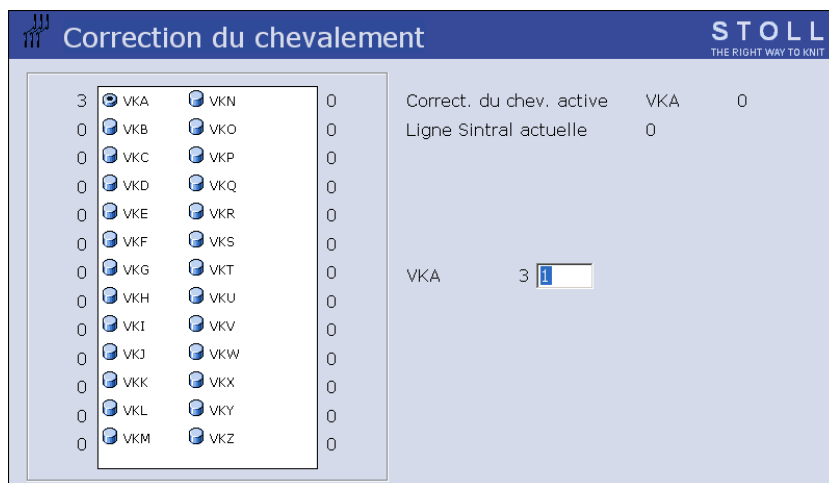 Correction du chevalement
STOLL
THE RIGHT WAY TO KNIT
3 VKA VKN 0
0 VKB VKO 0
0 VKC VKP 0
0 VKD VKQ 0
0 VKE VKR 0
0 VKF VKS 0
0 VKG VKT 0
0 VKH VKU 0
0 VKI VKV 0
0 VKJ VKW 0
0 VKK VKX 0
0 VKL VKY 0
0 VKM VKZ 0
Correct. du chev. active VKA 0
Ligne Sintral actuelle 0
VKA 3 1